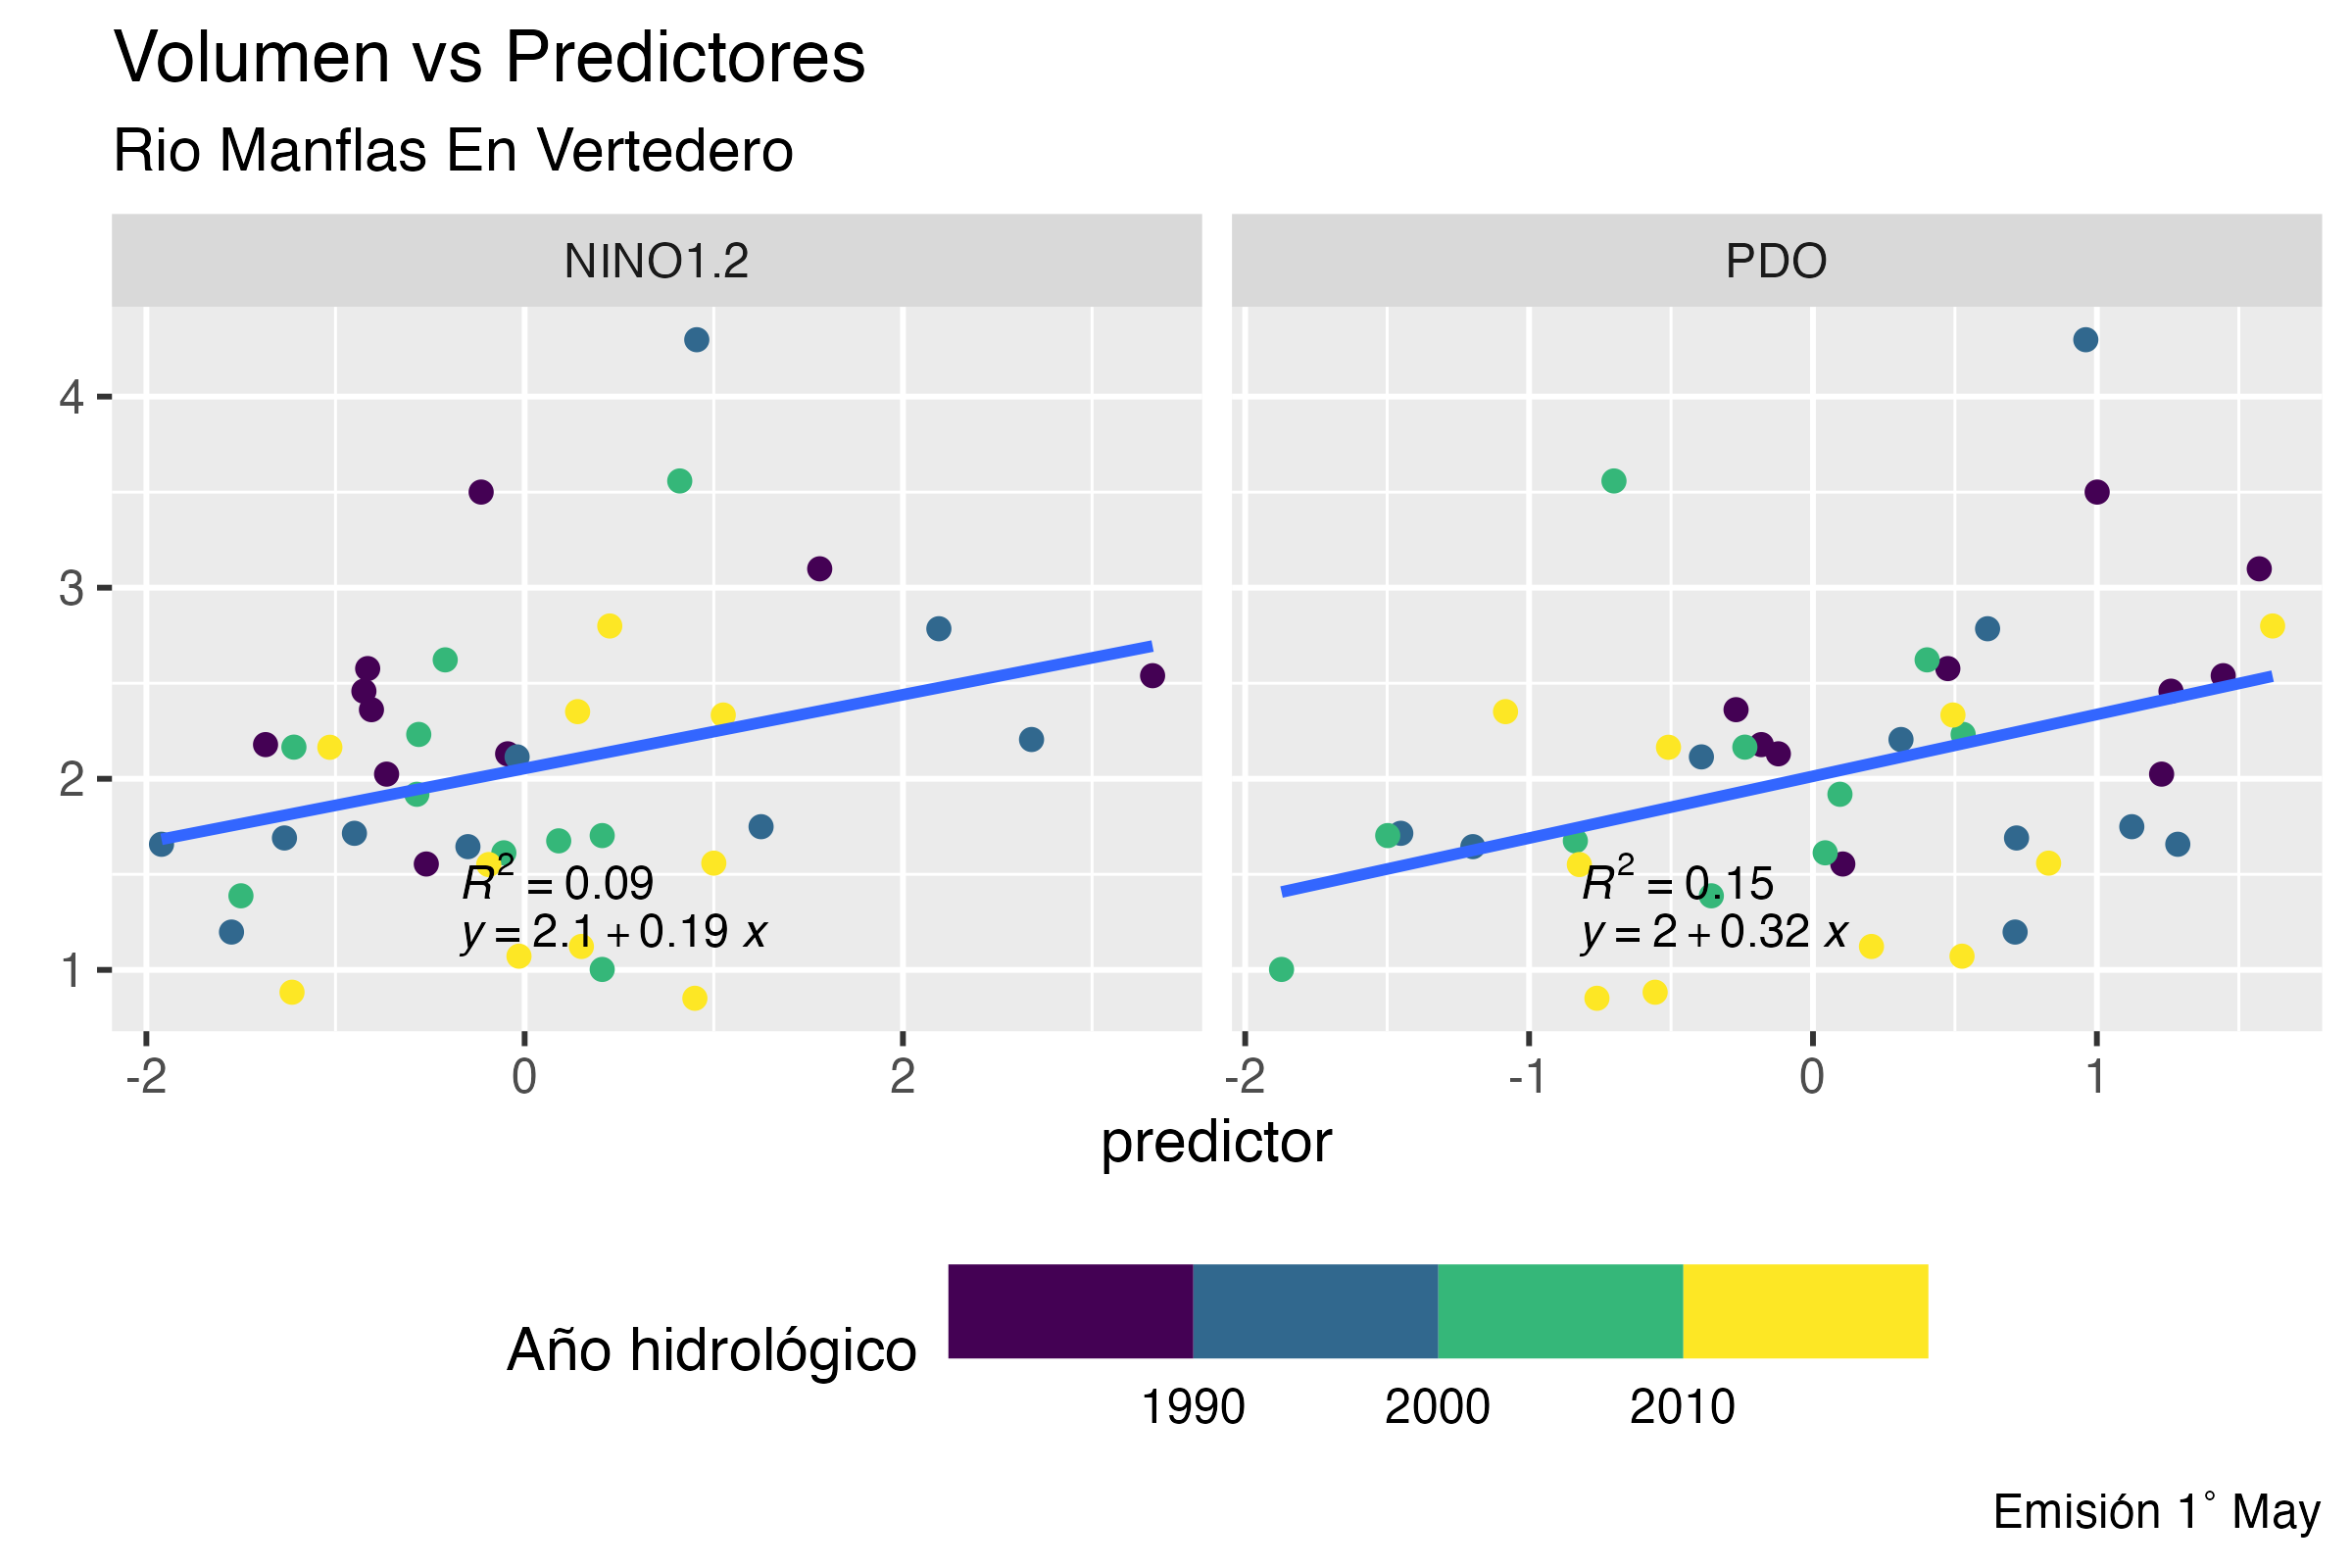 Volumen vs Predictores
Rio Manflas En Vertedero
NINO1.2 PDO
4
3
2
1
R² = 0.09
y = 2.1 + 0.19 x
R² = 0.15
y = 2 + 0.32 x
-2 0 2 -2 -1 0 1
predictor
Año hidrológico
1990 2000 2010
Emisión 1° May